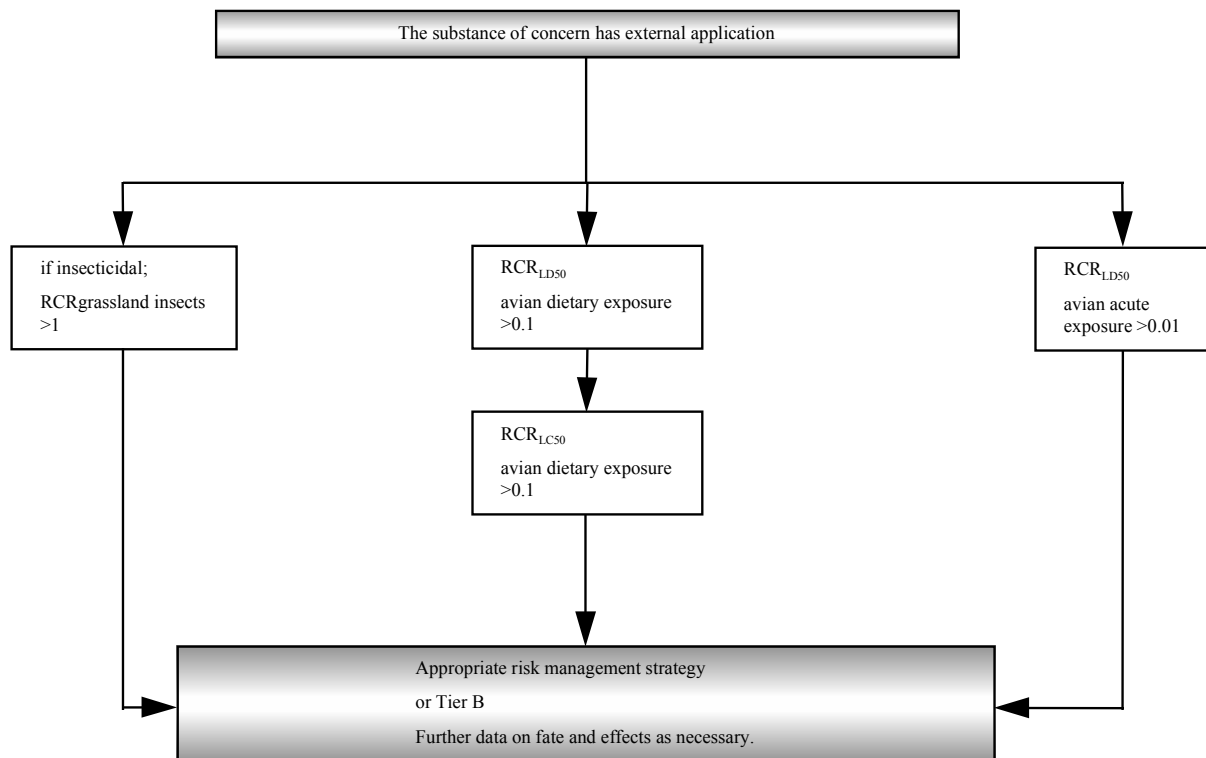 The substance of concern has external application
if insecticidal;
RCRgrassland insects
>1
RCRLD50
avian dietary exposure
>0.1
RCRLD50
avian acute
exposure >0.01
RCRLC50
avian dietary exposure
>0.1
Appropriate risk management strategy
or Tier B
Further data on fate and effects as necessary.